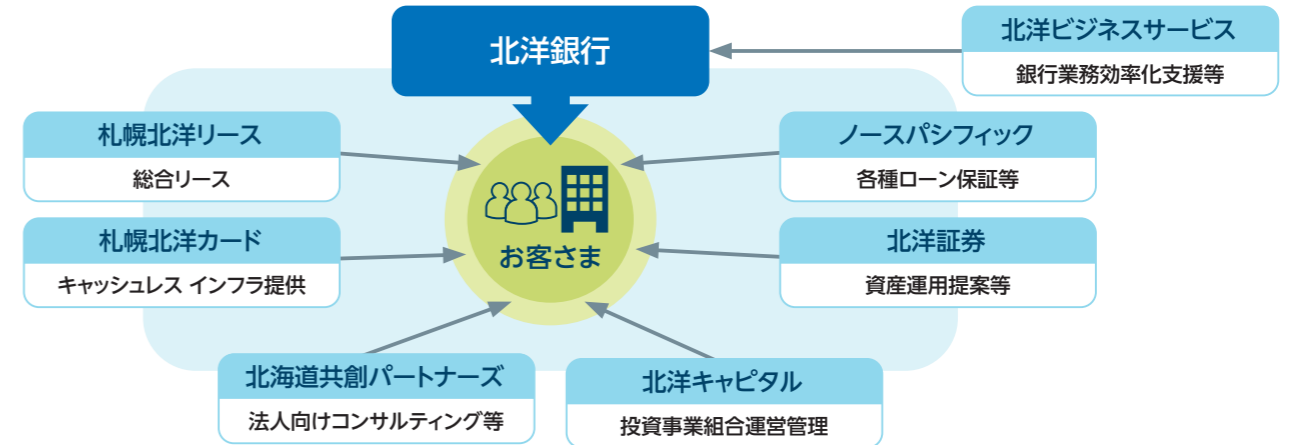 北洋銀行
北洋ビジネスサービス
銀行業務効率化支援等
札幌北洋リース
総合リース
ノースパシフィック
各種ローン保証等
札幌北洋カード
キャッシュレス インフラ提供
お客さま
北洋証券
資産運用提案等
北海道共創パートナーズ
法人向けコンサルティング等
北洋キャピタル
投資事業組合運営管理